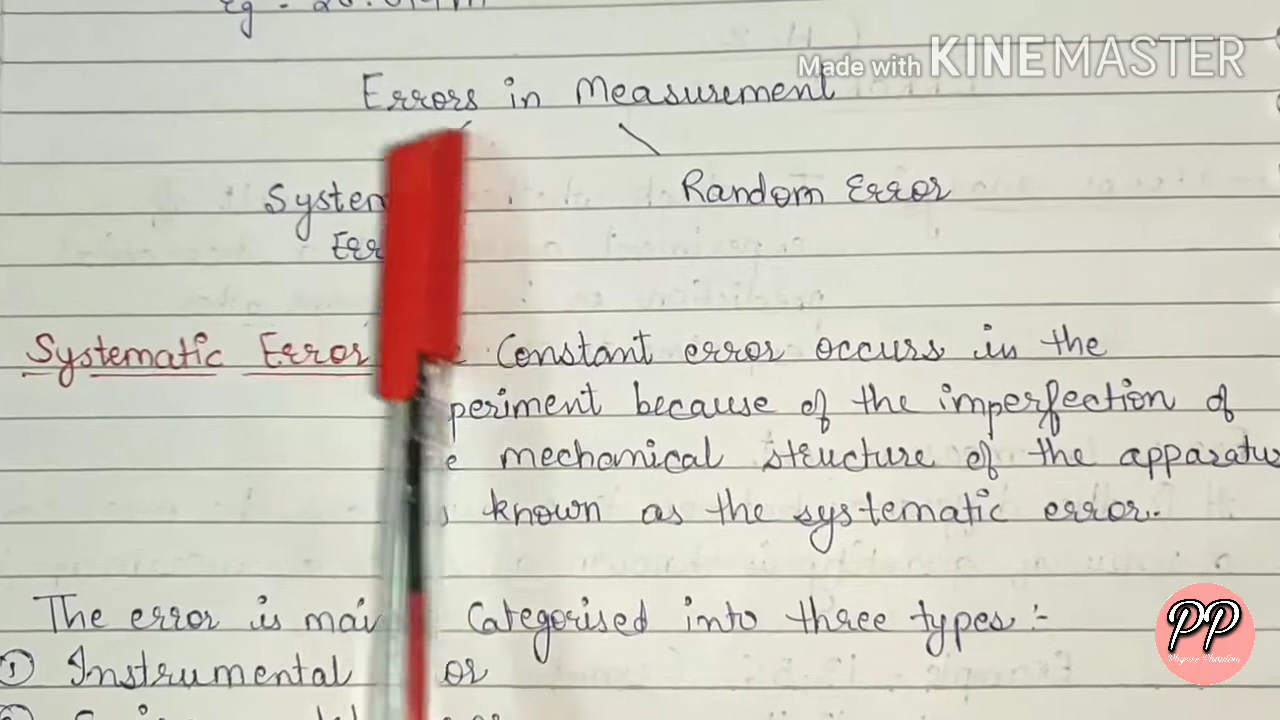 Made with KINEMASTER
Errors in Measurement
Random Error
Systematic Error Constant error occurs in the
periment because of the imperfection of
e mechanical structure of the apparatu
known as the systematic error.
The error is mai Categorised into three types :-
① Instrumental or
PP